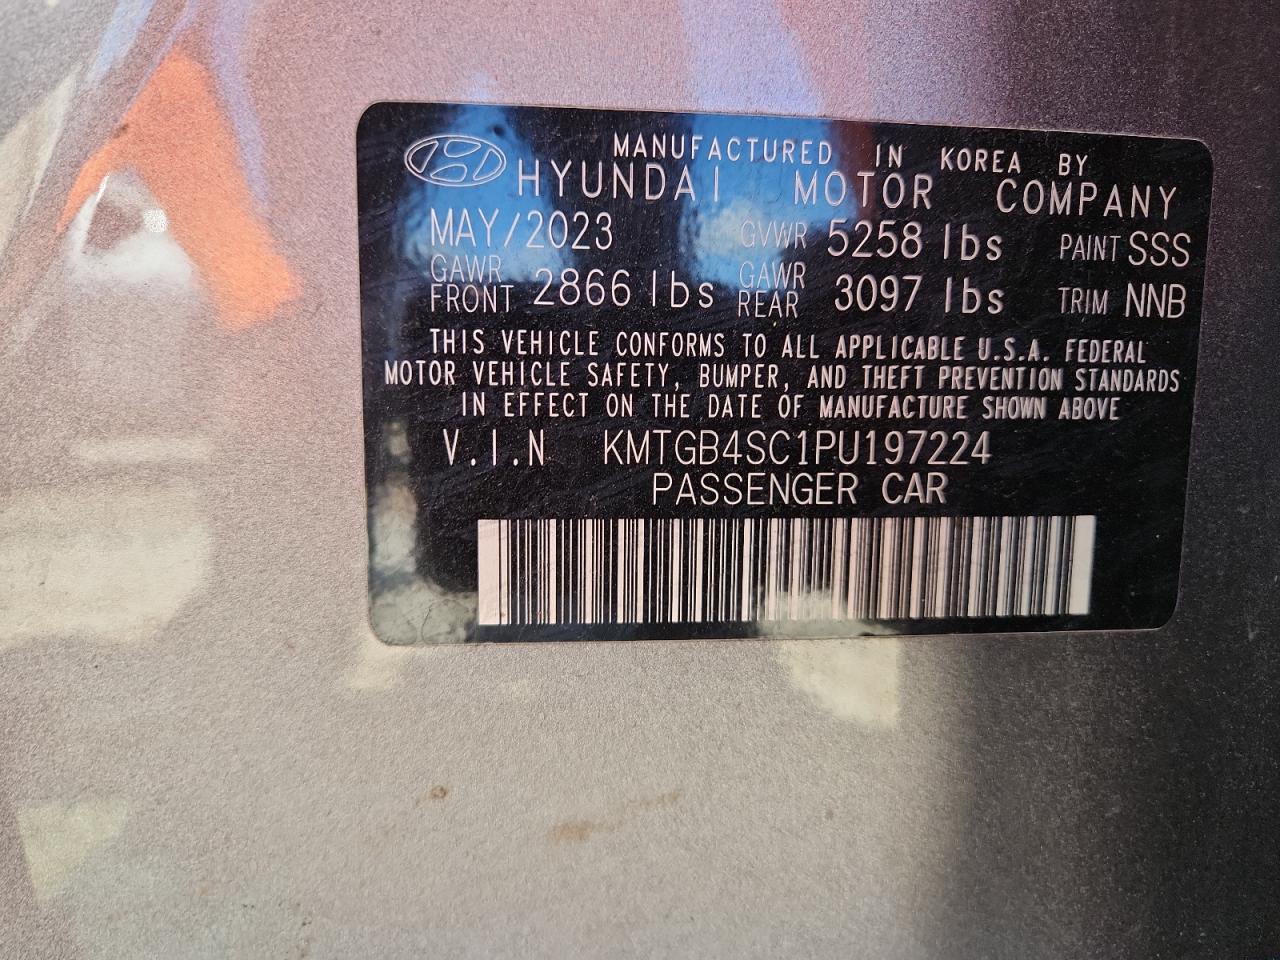 MANUFACTURED IN KOREA BY
HYUNDAI MOTOR COMPANY
MAY/2023 GVWR 5258 lbs PAINT SSS
GAWR FRONT 2866 lbs GAWR REAR 3097 lbs TRIM NNB
THIS VEHICLE CONFORMS TO ALL APPLICABLE U.S.A. FEDERAL
MOTOR VEHICLE SAFETY, BUMPER, AND THEFT PREVENTION STANDARDS
IN EFFECT ON THE DATE OF MANUFACTURE SHOWN ABOVE
V.I.N KMTGB4SC1PU197224
PASSENGER CAR